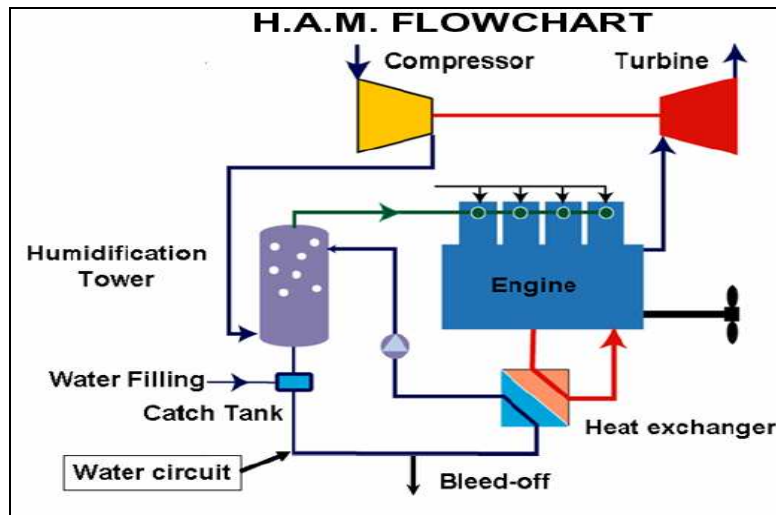 H.A.M. FLOWCHART
Compressor
Turbine
Humidification
Tower
Engine
Water Filling
Catch Tank
Heat exchanger
Water circuit
Bleed-off